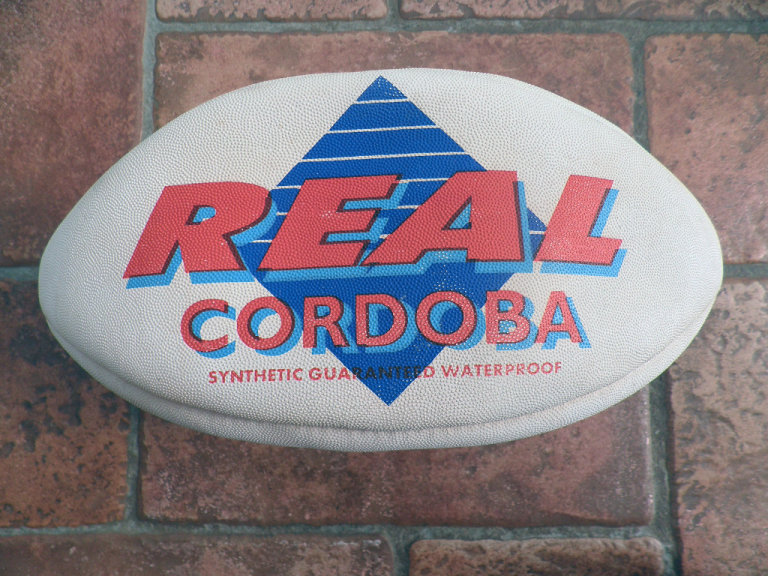 REAL
CORDOBA
SYNTHETIC GUARANTEED WATERPROOF